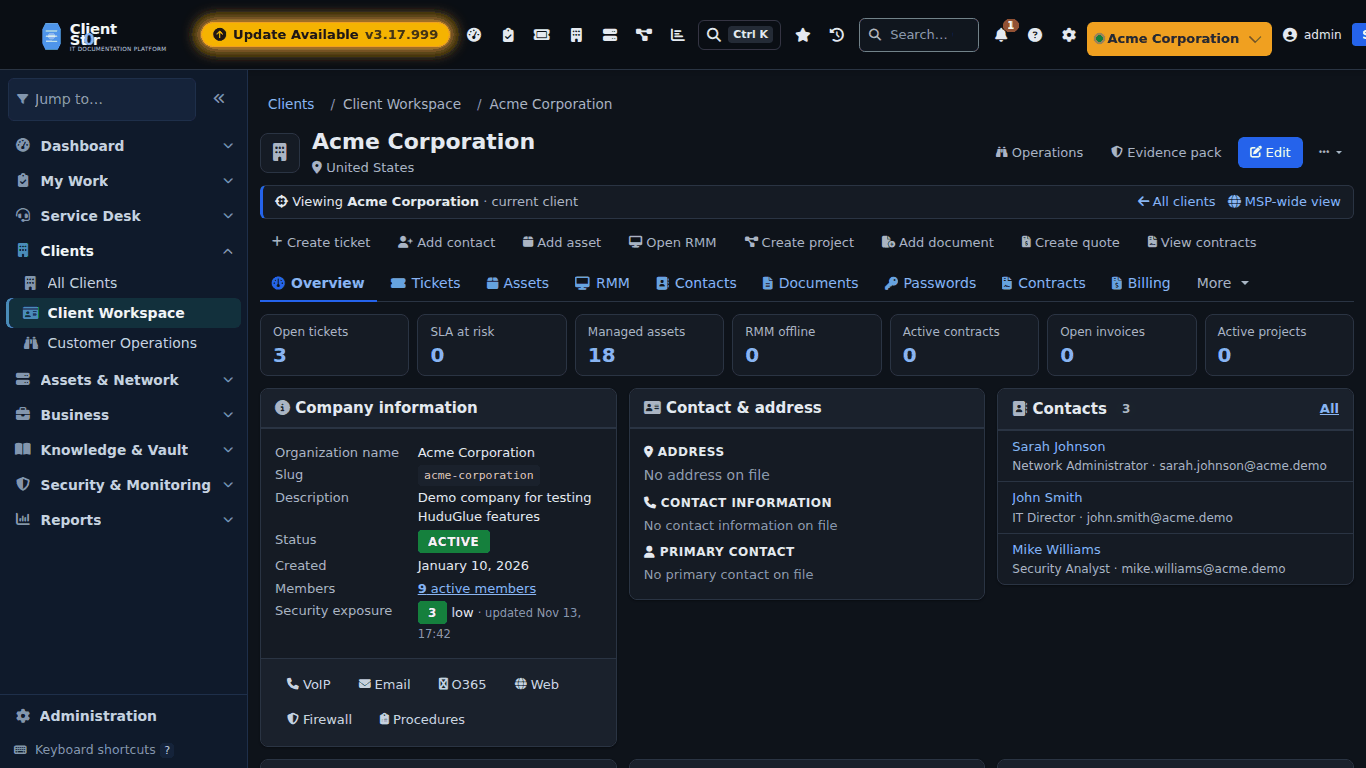 Client
St r
IT DOCUMENTATION PLATFORM
Update Available v3.17.999
Ctrl K
Search...
1
Acme Corporation
admin
Jump to...
Dashboard
My Work
Service Desk
Clients
All Clients
Client Workspace
Customer Operations
Assets & Network
Business
Knowledge & Vault
Security & Monitoring
Reports
Administration
Keyboard shortcuts ?
Clients / Client Workspace / Acme Corporation
Acme Corporation
United States
Operations
Evidence pack
Edit
Viewing Acme Corporation · current client
All clients
MSP-wide view
Create ticket
Add contact
Add asset
Open RMM
Create project
Add document
Create quote
View contracts
Overview
Tickets
Assets
RMM
Contacts
Documents
Passwords
Contracts
Billing
More
Open tickets
3
SLA at risk
0
Managed assets
18
RMM offline
0
Active contracts
0
Open invoices
0
Active projects
0
Company information
Organization name Acme Corporation
Slug acme-corporation
Description Demo company for testing
HuduGlue features
Status ACTIVE
Created January 10, 2026
Members 9 active members
Security exposure 3 low · updated Nov 13,
17:42
VoIP
Email
O365
Web
Firewall
Procedures
Contact & address
ADDRESS
No address on file
CONTACT INFORMATION
No contact information on file
PRIMARY CONTACT
No primary contact on file
Contacts 3 All
Sarah Johnson
Network Administrator · sarah.johnson@acme.demo
John Smith
IT Director · john.smith@acme.demo
Mike Williams
Security Analyst · mike.williams@acme.demo